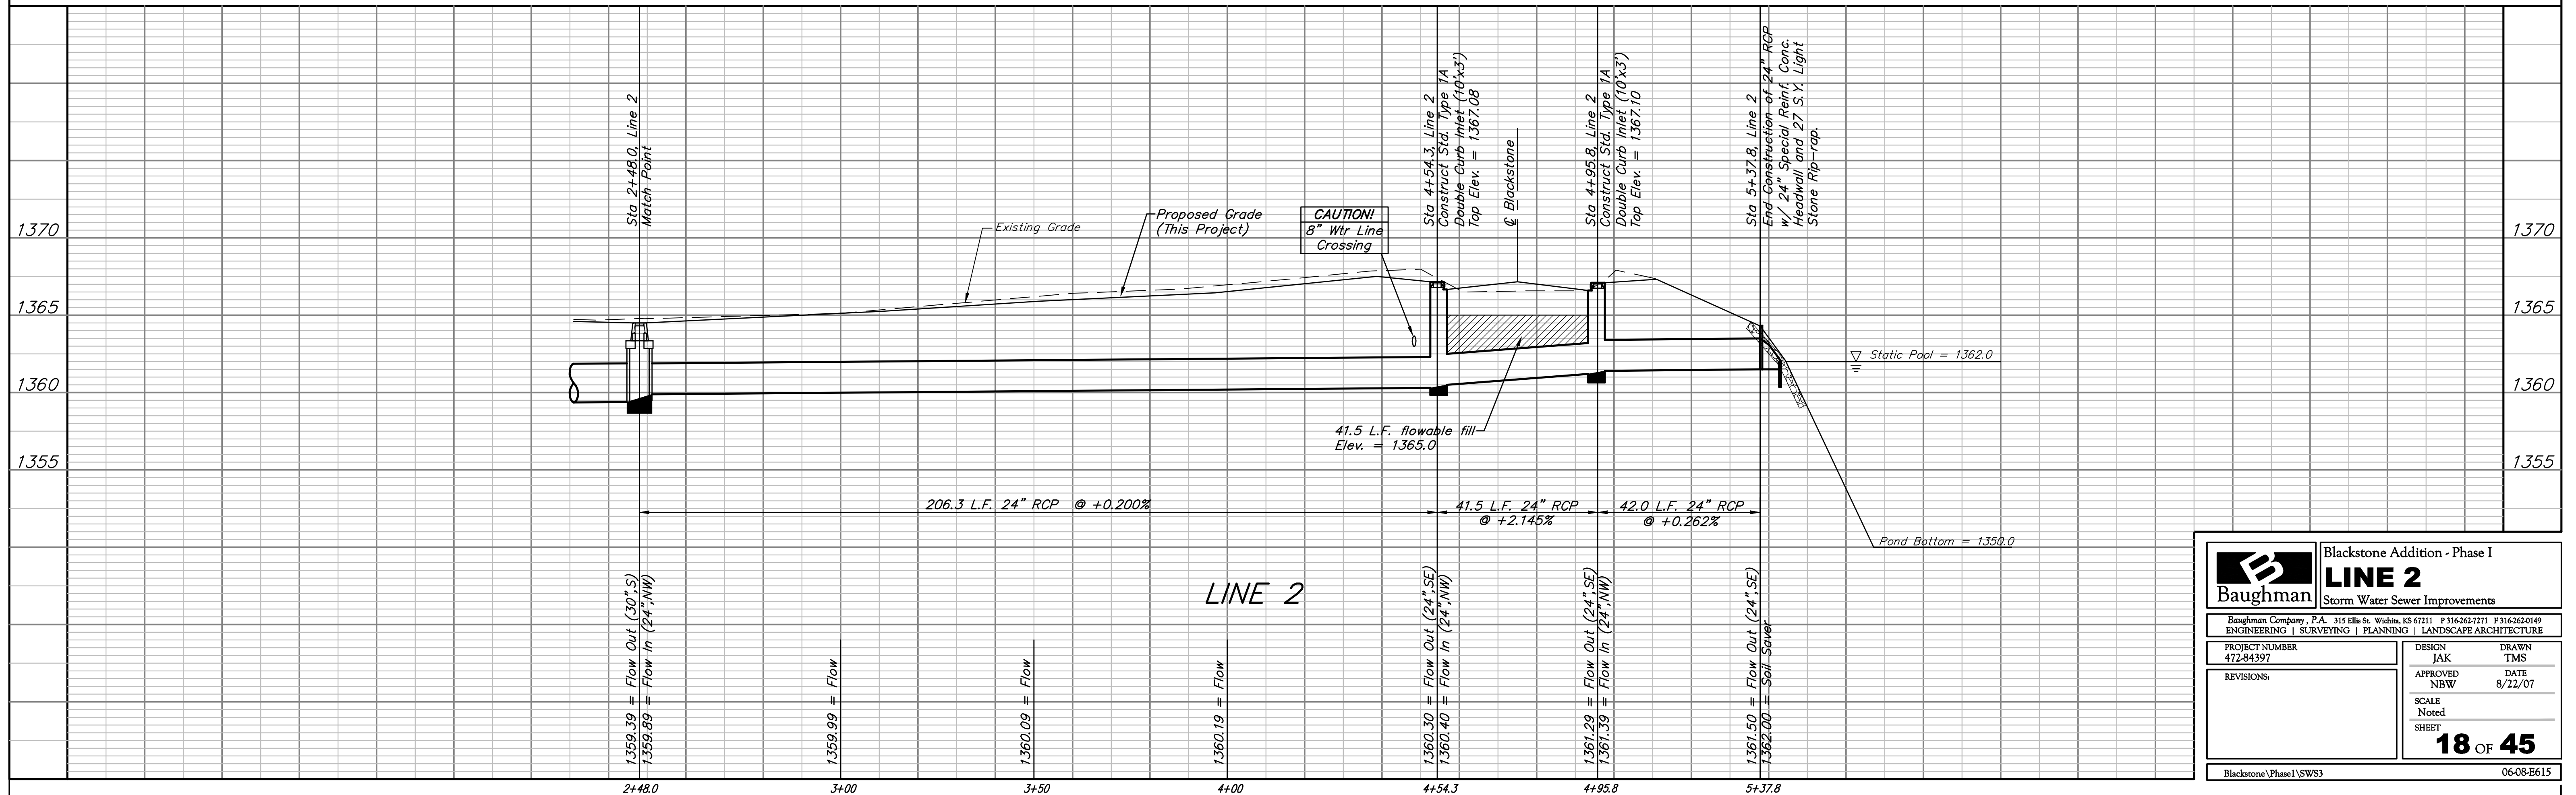 Sta 2+48.0, Line 2
Match Point
Sta 4+54.3, Line 2
Construct Std. Type 1A
Double Curb Inlet (10'x3')
Top Elev. = 1367.08
℄ Blackstone
Sta 4+95.8, Line 2
Construct Std. Type 1A
Double Curb Inlet (10'x3')
Top Elev. = 1367.10
Sta 5+37.8, Line 2
End Construction of 24" RCP
w/ 24" Special Reinf. Conc.
Headwall and 27 S.Y. Light
Stone Rip-rap.
1370
1370
Existing Grade
Proposed Grade
(This Project)
CAUTION!
8" Wtr Line
Crossing
1365
1365
Static Pool = 1362.0
1360
1360
41.5 L.F. flowable fill
Elev. = 1365.0
1355
1355
206.3 L.F. 24" RCP @ +0.200%
41.5 L.F. 24" RCP
@ +2.145%
42.0 L.F. 24" RCP
@ +0.262%
Pond Bottom = 1350.0
LINE 2
1359.39 = Flow Out (30",S)
1359.89 = Flow In (24",NW)
1359.99 = Flow
1360.09 = Flow
1360.19 = Flow
1360.30 = Flow Out (24",SE)
1360.40 = Flow In (24",NW)
1361.29 = Flow Out (24",SE)
1361.39 = Flow In (24",NW)
1361.50 = Flow Out (24",SE)
1362.00 = Soil Saver
2+48.0
3+00
3+50
4+00
4+54.3
4+95.8
5+37.8
B
Baughman
Blackstone Addition - Phase I
LINE 2
Storm Water Sewer Improvements
Baughman Company, P.A. 315 Ellis St. Wichita, KS 67211 P 316-262-7271 F 316-262-0149
ENGINEERING | SURVEYING | PLANNING | LANDSCAPE ARCHITECTURE
PROJECT NUMBER
472-84397
REVISIONS:
DESIGN
JAK
DRAWN
TMS
APPROVED
NBW
DATE
8/22/07
SCALE
Noted
SHEET
18 OF 45
Blackstone\Phase1\SWS3
06-08-E615